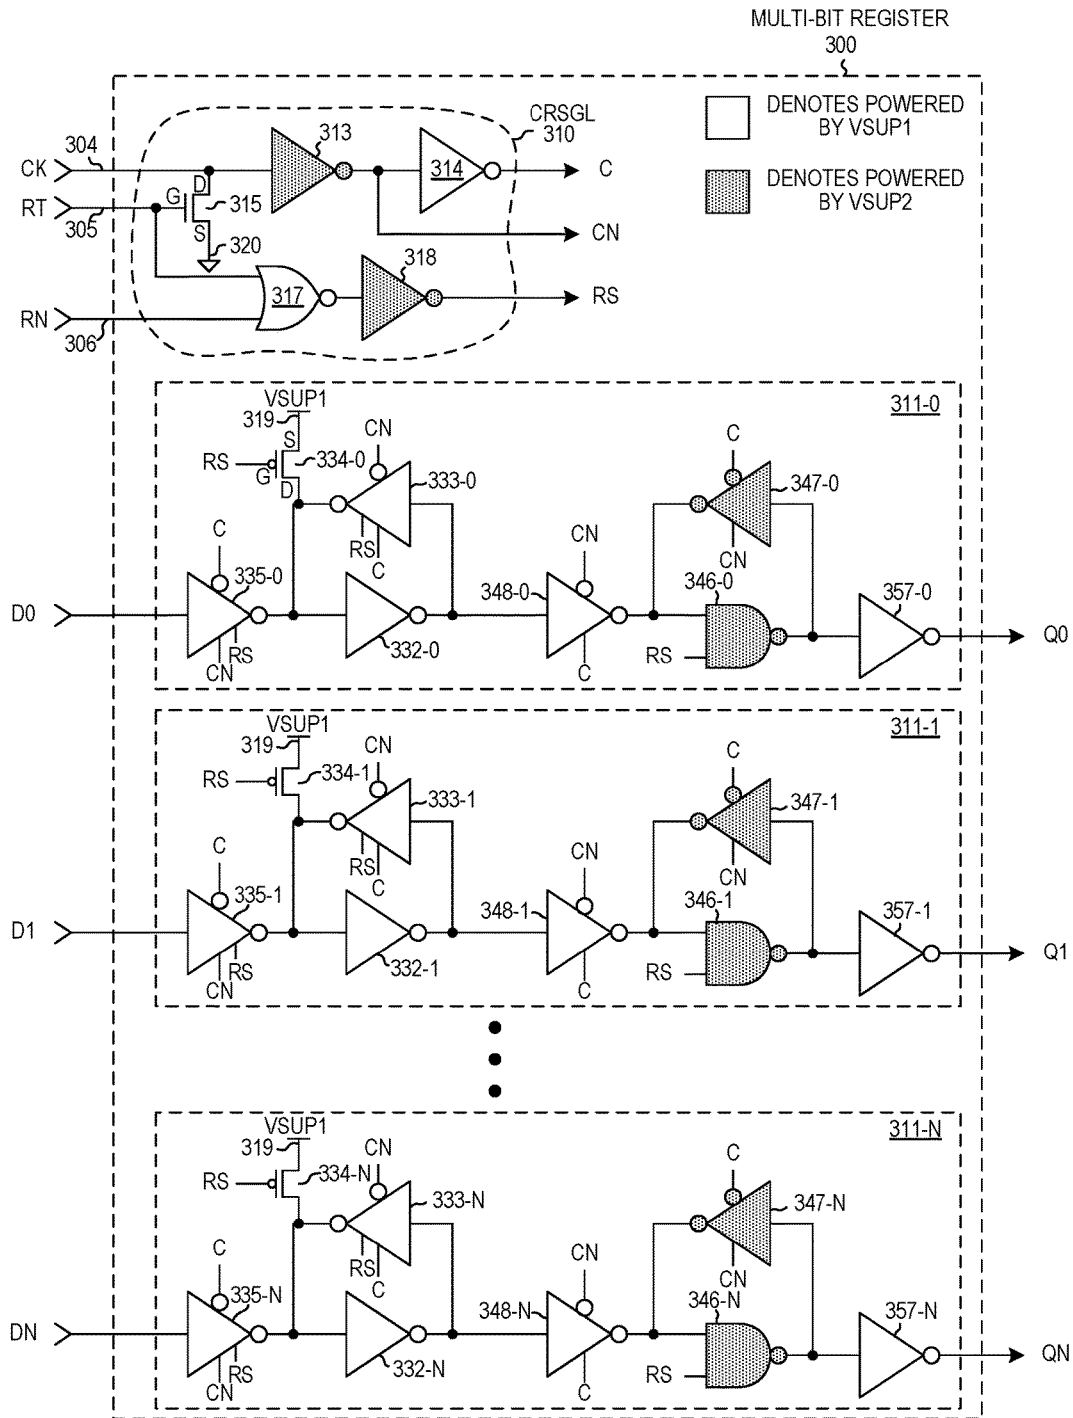 MULTI-BIT REGISTER
300
DENOTES POWERED
BY VSUP1
DENOTES POWERED
BY VSUP2
CRSGL
310
CK
304
313
314
C
D
G
315
S
RT
305
320
CN
318
317
RS
RN
306
VSUP1
319
311-0
CN
S
RS
334-0
G
D
333-0
C
347-0
C
RS
C
CN
CN
335-0
348-0
346-0
357-0
D0
Q0
332-0
RS
CN
RS
C
VSUP1
319
311-1
CN
RS
334-1
333-1
C
347-1
C
RS
C
CN
CN
335-1
348-1
346-1
357-1
D1
Q1
332-1
RS
CN
RS
C
VSUP1
319
311-N
CN
RS
334-N
333-N
C
347-N
C
RS
C
CN
CN
335-N
348-N
346-N
357-N
DN
QN
332-N
RS
CN
RS
C